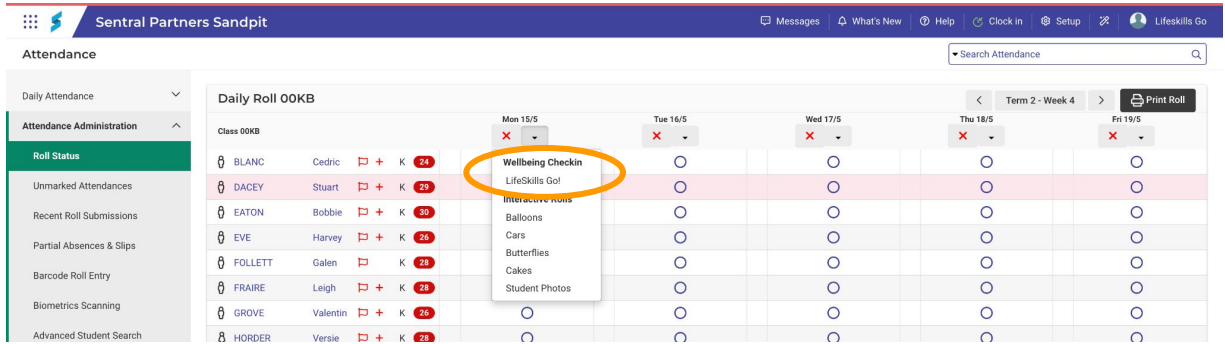 Sentral Partners Sandpit
Messages What's New Help Clock in Setup Lifeskills Go
Attendance
Search Attendance
Daily Attendance
Daily Roll 00KB
Term 2 - Week 4
Print Roll
Attendance Administration
Class 00KB
Mon 15/5 Tue 16/5 Wed 17/5 Thu 18/5 Fri 19/5
Roll Status
Unmarked Attendances
Recent Roll Submissions
Partial Absences & Slips
Barcode Roll Entry
Biometrics Scanning
Advanced Student Search
BLANC Cedric K 24
DACEY Stuart K 29
EATON Bobbie K 30
EVE Harvey K 26
FOLLETT Galen K 28
FRAIRE Leigh K 28
GROVE Valentin K 26
HORDER Versie K 28
Wellbeing Checkin
LifeSkills Go!
Interactive Rolls
Balloons
Cars
Butterflies
Cakes
Student Photos